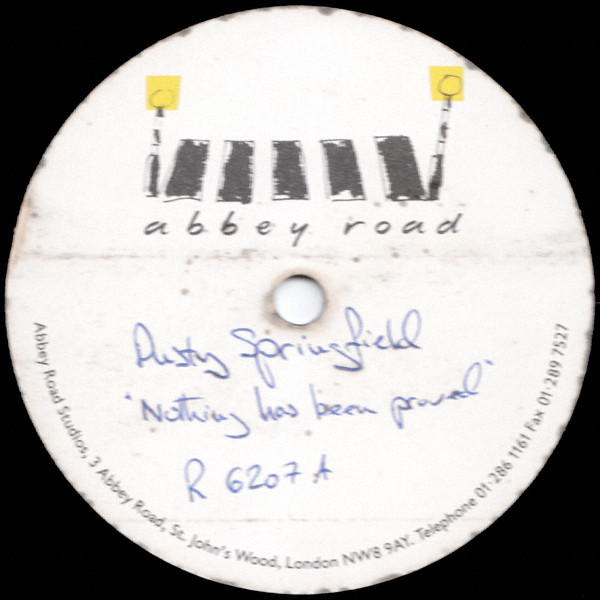 abbey road
Dusty Springfield
"Nothing has been proved"
R 6207 A
Abbey Road Studios, 3 Abbey Road, St. John's Wood, London NW8 9AY. Telephone 01·286 1161 Fax 01·289 7527